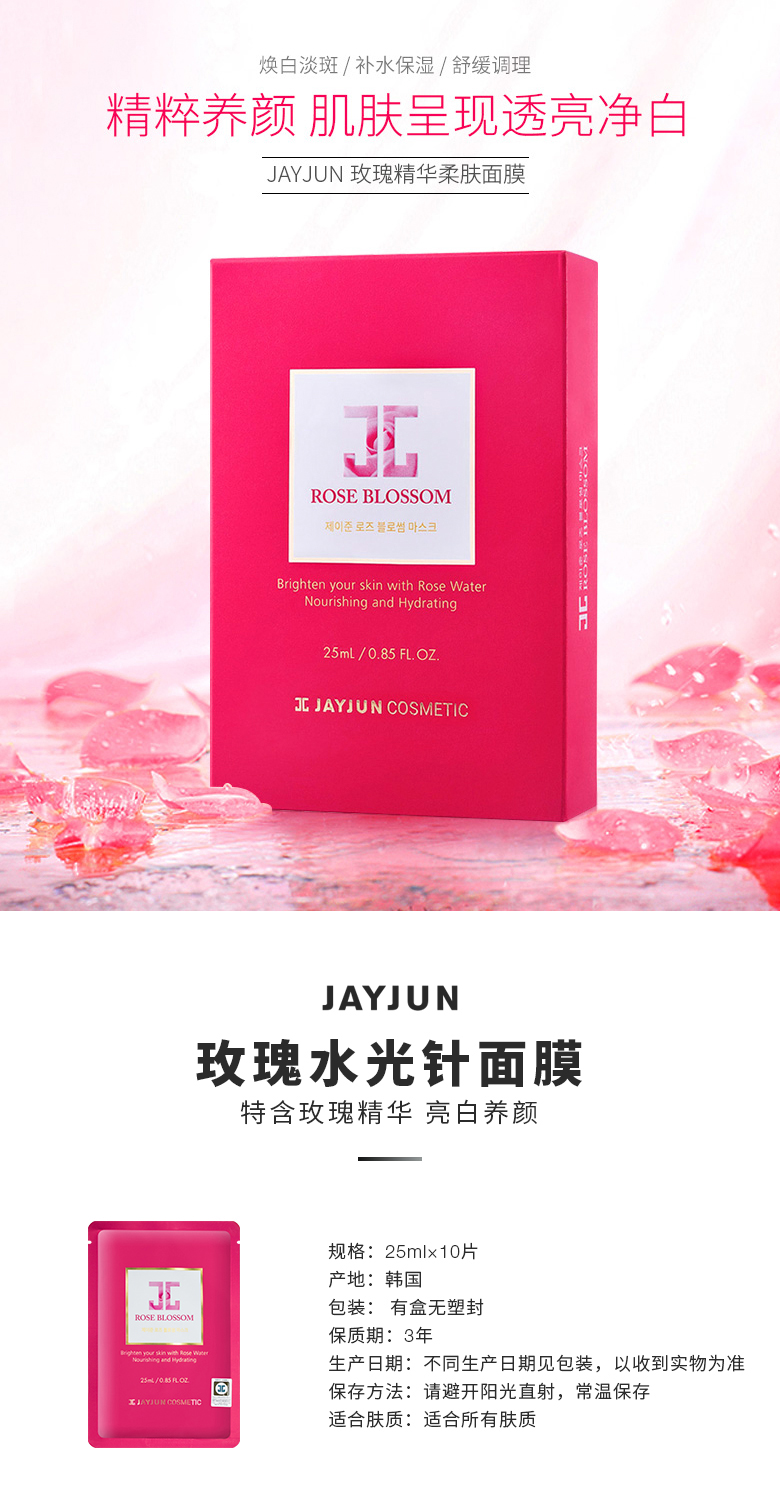 焕白淡斑 / 补水保湿 / 舒缓调理
精粹养颜 肌肤呈现透亮净白
JAYJUN 玫瑰精华柔肤面膜
ROSE BLOSSOM
제이준 로즈 블로썸 마스크
Brighten your skin with Rose Water
Nourishing and Hydrating
25mL / 0.85 FL.OZ.
JAYJUN COSMETIC
ROSE BLOSSOM
JAYJUN
玫瑰水光针面膜
特含玫瑰精华 亮白养颜
ROSE BLOSSOM
Brighten your skin with Rose Water
Nourishing and Hydrating
25mL / 0.85 FL.OZ.
JAYJUN COSMETIC
规格：25ml×10片
产地：韩国
包装： 有盒无塑封
保质期：3年
生产日期：不同生产日期见包装，以收到实物为准
保存方法：请避开阳光直射，常温保存
适合肤质：适合所有肤质